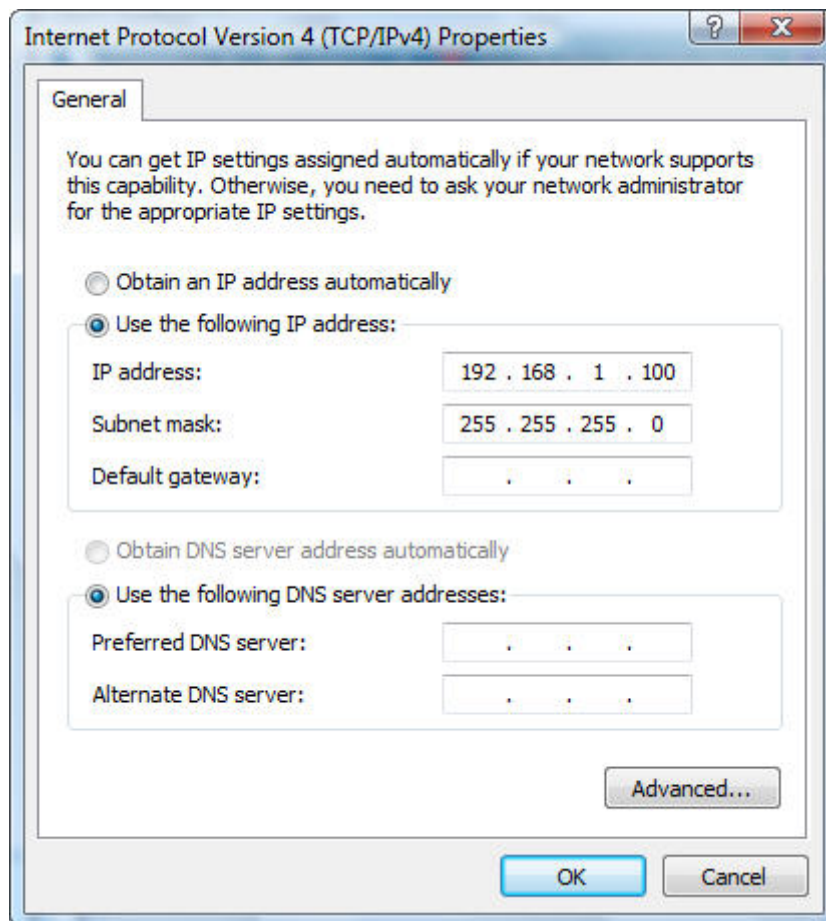 Internet Protocol Version 4 (TCP/IPv4) Properties
General
You can get IP settings assigned automatically if your network supports
this capability. Otherwise, you need to ask your network administrator
for the appropriate IP settings.
Obtain an IP address automatically
Use the following IP address:
IP address: 192 . 168 . 1 . 100
Subnet mask: 255 . 255 . 255 . 0
Default gateway: . . .
Obtain DNS server address automatically
Use the following DNS server addresses:
Preferred DNS server: . . .
Alternate DNS server: . . .
Advanced...
OK Cancel